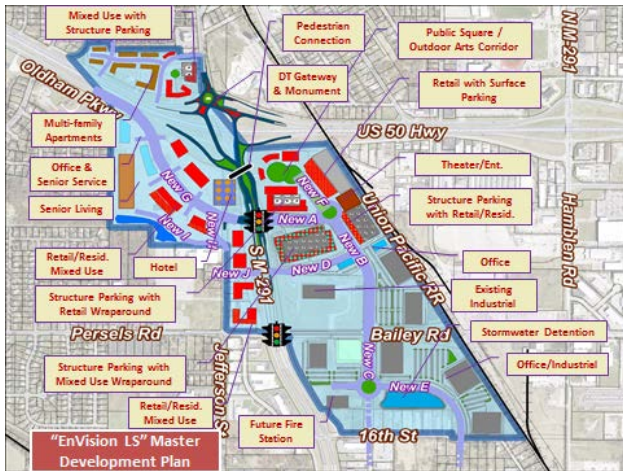 Mixed Use with
Structure Parking
Pedestrian
Connection
Public Square /
Outdoor Arts Corridor
N M-291
Oldham Pkwy
DT Gateway
& Monument
Retail with Surface
Parking
US 50 Hwy
Multi-family
Apartments
Theater/Ent.
Office &
Senior Service
New G
New F
Union Pacific RR
Structure Parking
with Retail/Resid.
Hambden Rd
Senior Living
New I
New A
New B
Retail/Resid.
Mixed Use
Hotel
New J
S M-291
New D
Office
Structure Parking with
Retail Wraparound
Existing
Industrial
Persels Rd
Bailey Rd
Stormwater Detention
Structure Parking with
Mixed Use Wraparound
Jefferson St
New C
Office/Industrial
Retail/Resid.
Mixed Use
New E
Future Fire
Station
16th St
"EnVision LS" Master
Development Plan